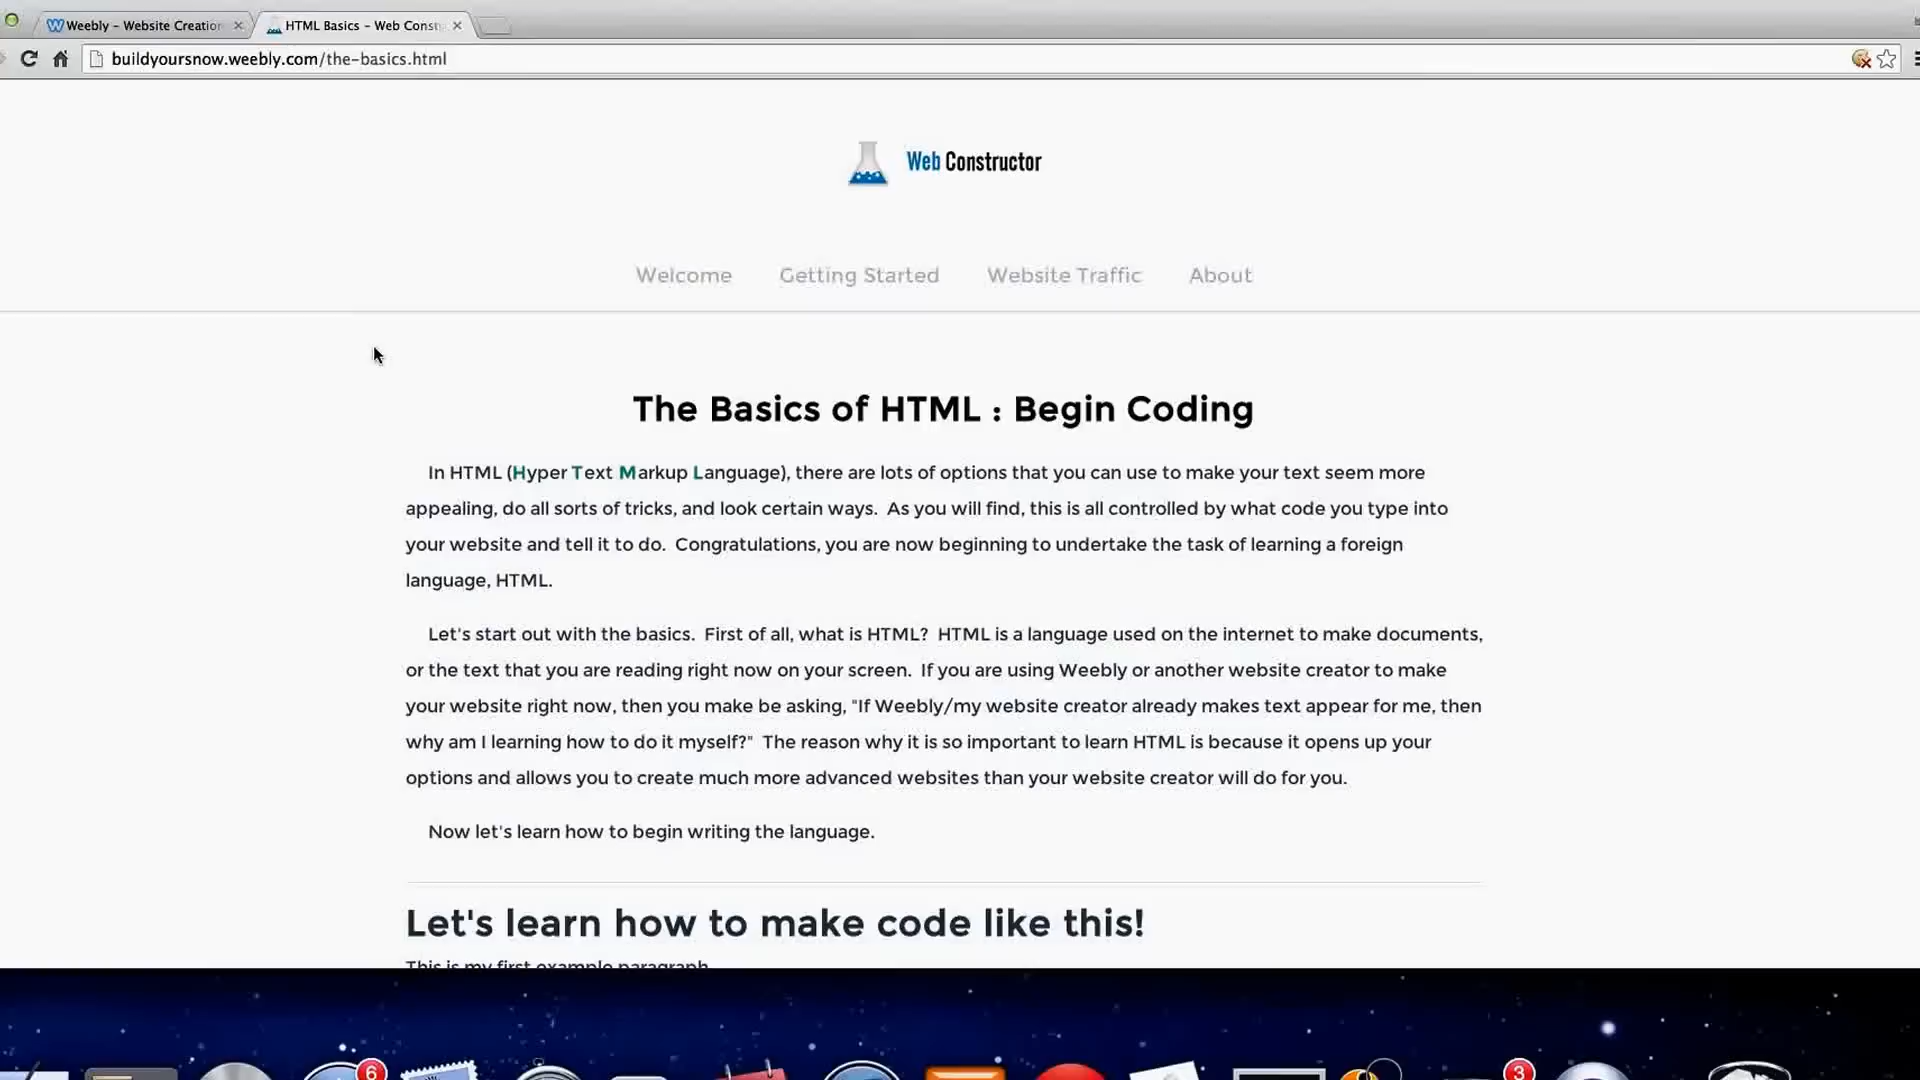 Weebly - Website Creation
HTML Basics - Web Const
buildyoursnow.weebly.com/the-basics.html
Web Constructor
Welcome Getting Started Website Traffic About
The Basics of HTML : Begin Coding
In HTML (Hyper Text Markup Language), there are lots of options that you can use to make your text seem more
appealing, do all sorts of tricks, and look certain ways. As you will find, this is all controlled by what code you type into
your website and tell it to do. Congratulations, you are now beginning to undertake the task of learning a foreign
language, HTML.
Let's start out with the basics. First of all, what is HTML? HTML is a language used on the internet to make documents,
or the text that you are reading right now on your screen. If you are using Weebly or another website creator to make
your website right now, then you make be asking, "If Weebly/my website creator already makes text appear for me, then
why am I learning how to do it myself?" The reason why it is so important to learn HTML is because it opens up your
options and allows you to create much more advanced websites than your website creator will do for you.
Now let's learn how to begin writing the language.
Let's learn how to make code like this!
This is my first example paragraph
6
3